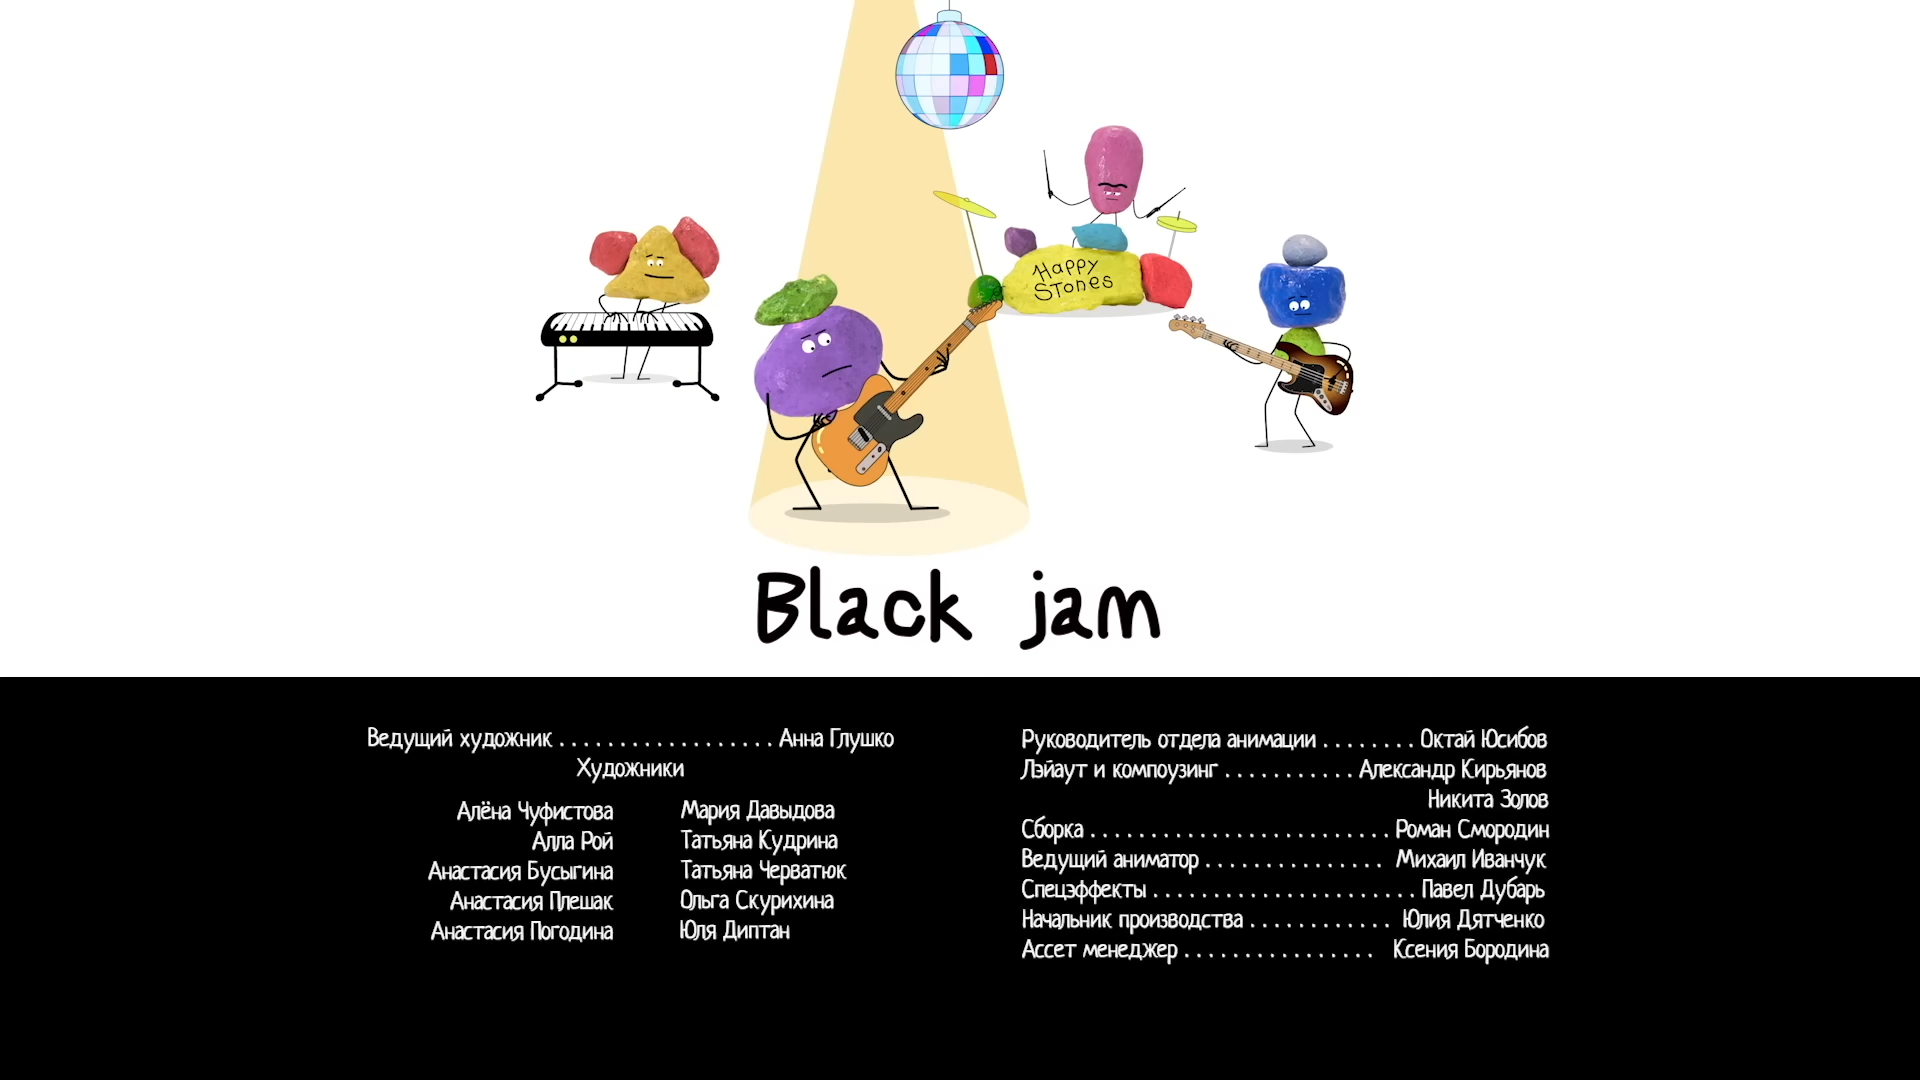 Happy
Stones
Black jam
Ведущий художник . . . . . . . . . . . . . . . . . . Анна Глушко
Художники
Алёна Чуфистова
Алла Рой
Анастасия Бусыгина
Анастасия Плешак
Анастасия Погодина
Мария Давыдова
Татьяна Кудрина
Татьяна Черватюк
Ольга Скурихина
Юля Диптан
Руководитель отдела анимации . . . . . . . . Октай Юсибов
Лэйаут и компоузинг . . . . . . . . . . . Александр Кирьянов
Никита Золов
Сборка . . . . . . . . . . . . . . . . . . . . . . . . . Роман Смородин
Ведущий аниматор . . . . . . . . . . . . . . . Михаил Иванчук
Спецэффекты . . . . . . . . . . . . . . . . . . . . . . Павел Дубарь
Начальник производства . . . . . . . . . . . . Юлия Дятченко
Ассет менеджер . . . . . . . . . . . . . . . . Ксения Бородина